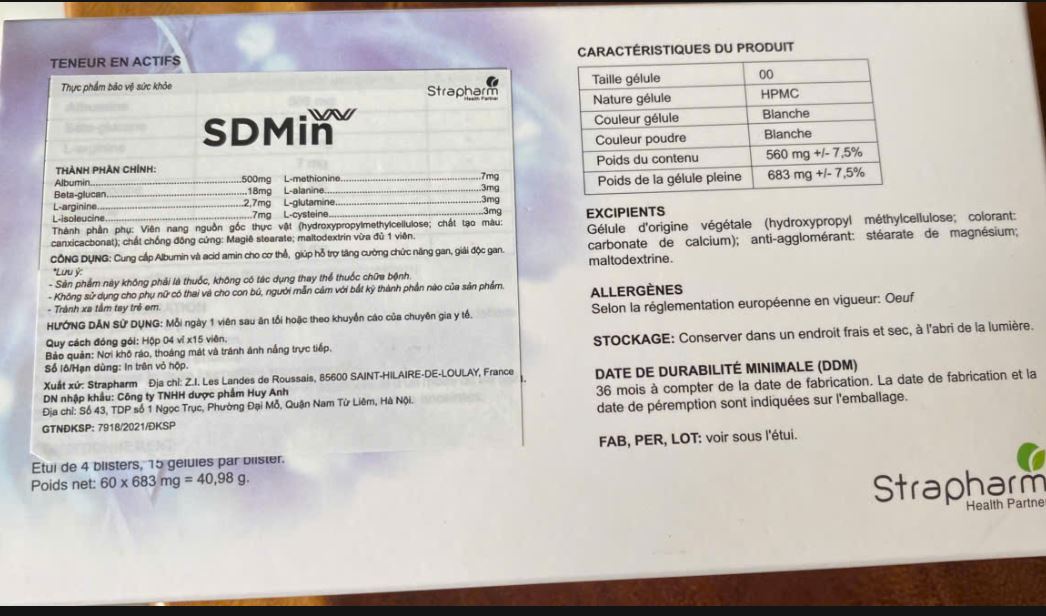 TENEUR EN ACTIFS
Thực phẩm bảo vệ sức khỏe
Strapharm
Health Partner
SDMin
THÀNH PHẦN CHÍNH:
Albumin..........500mg
Beta-glucan..........18mg
L-arginine..........2,7mg
L-isoleucine..........7mg
L-methionine..........7mg
L-alanine..........3mg
L-glutamine..........3mg
L-cysteine..........3mg
Thành phần phụ: Viên nang nguồn gốc thực vật (hydroxypropylmethylcellulose; chất tạo màu:
canxicacbonat); chất chống đông cứng: Magiê stearate; maltodextrin vừa đủ 1 viên.
CÔNG DỤNG: Cung cấp Albumin và acid amin cho cơ thể, giúp hỗ trợ tăng cường chức năng gan, giải độc gan.
*Lưu ý:
- Sản phẩm này không phải là thuốc, không có tác dụng thay thế thuốc chữa bệnh.
- Không sử dụng cho phụ nữ có thai và cho con bú, người mẫn cảm với bất kỳ thành phần nào của sản phẩm.
- Tránh xa tầm tay trẻ em.
HƯỚNG DẪN SỬ DỤNG: Mỗi ngày 1 viên sau ăn tối hoặc theo khuyến cáo của chuyên gia y tế.
Quy cách đóng gói: Hộp 04 vỉ x15 viên.
Bảo quản: Nơi khô ráo, thoáng mát và tránh ánh nắng trực tiếp.
Số lô/Hạn dùng: In trên vỏ hộp.
Xuất xứ: Strapharm Địa chỉ: Z.I. Les Landes de Roussais, 85600 SAINT-HILAIRE-DE-LOULAY, France
DN nhập khẩu: Công ty TNHH dược phẩm Huy Anh
Địa chỉ: Số 43, TDP số 1 Ngọc Trục, Phường Đại Mỗ, Quận Nam Từ Liêm, Hà Nội.
GTNĐKSP: 7918/2021/ĐKSP
Etui de 4 blisters, 15 gélules par blister.
Poids net: 60 x 683 mg = 40,98 g.
CARACTÉRISTIQUES DU PRODUIT
Taille gélule 00
Nature gélule HPMC
Couleur gélule Blanche
Couleur poudre Blanche
Poids du contenu 560 mg +/- 7,5%
Poids de la gélule pleine 683 mg +/- 7,5%
EXCIPIENTS
Gélule d'origine végétale (hydroxypropyl méthylcellulose; colorant:
carbonate de calcium); anti-agglomérant: stéarate de magnésium;
maltodextrine.
ALLERGÈNES
Selon la réglementation européenne en vigueur: Oeuf
STOCKAGE: Conserver dans un endroit frais et sec, à l'abri de la lumière.
DATE DE DURABILITÉ MINIMALE (DDM)
36 mois à compter de la date de fabrication. La date de fabrication et la
date de péremption sont indiquées sur l'emballage.
FAB, PER, LOT: voir sous l'étui.
Strapharm
Health Partner